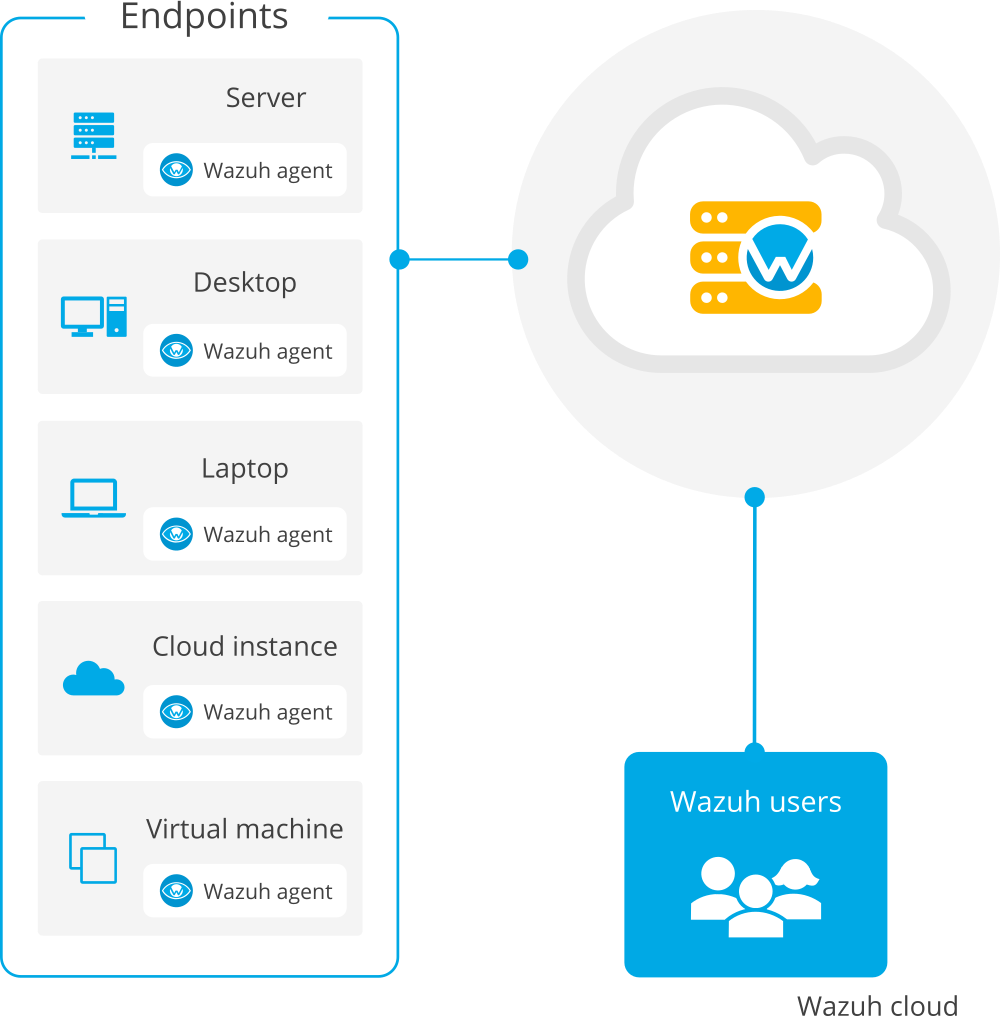 Endpoints
Server
Wazuh agent
Desktop
Wazuh agent
Laptop
Wazuh agent
Cloud instance
Wazuh agent
Virtual machine
Wazuh agent
Wazuh users
Wazuh cloud